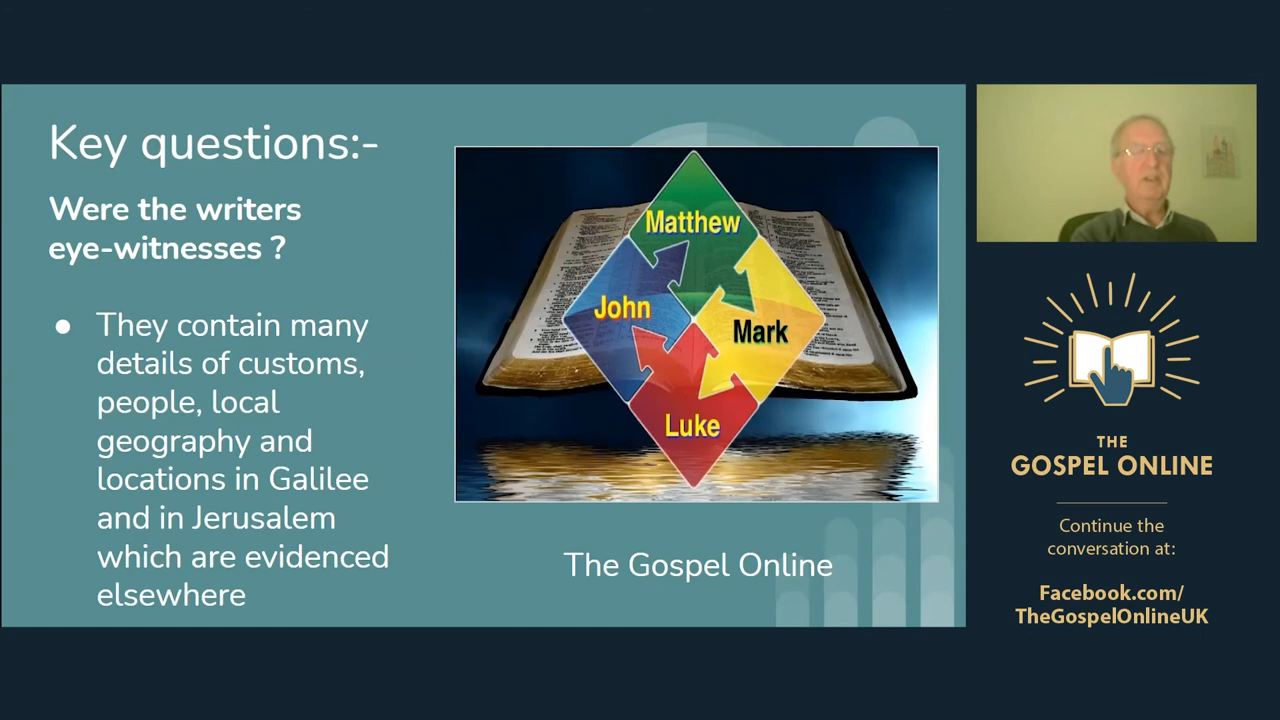 Key questions:-
Were the writers
eye-witnesses ?
● They contain many
details of customs,
people, local
geography and
locations in Galilee
and in Jerusalem
which are evidenced
elsewhere
Matthew
John
Mark
Luke
The Gospel Online
THE
GOSPEL ONLINE
Continue the
conversation at:
Facebook.com/
TheGospelOnlineUK